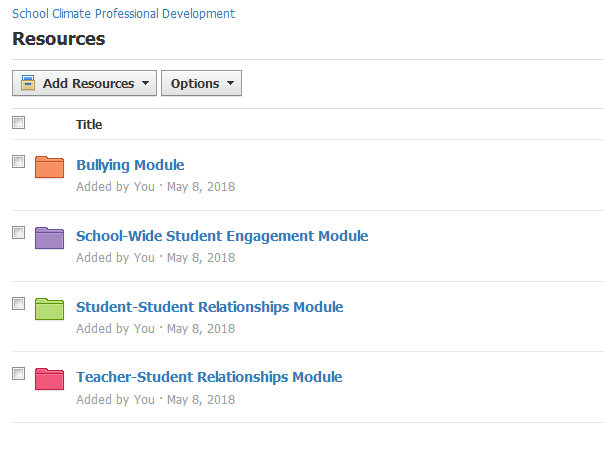 School Climate Professional Development
Resources
Add Resources Options
Title
Bullying Module
Added by You · May 8, 2018
School-Wide Student Engagement Module
Added by You · May 8, 2018
Student-Student Relationships Module
Added by You · May 8, 2018
Teacher-Student Relationships Module
Added by You · May 8, 2018